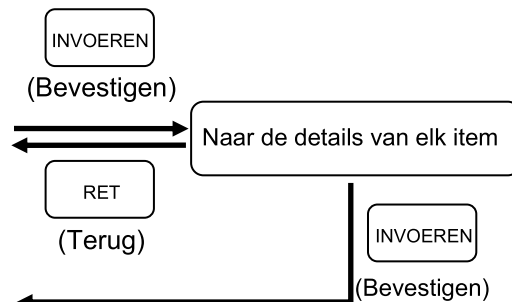 INVOEREN
(Bevestigen)
Naar de details van elk item
RET
(Terug)
INVOEREN
(Bevestigen)